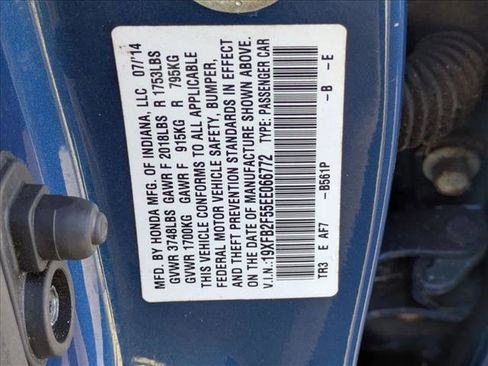 MFD. BY HONDA MFG. OF INDIANA, LLC 07/14
GVWR 3748LBS GAWR F 2018LBS R 1753LBS
GVWR 1700KG GAWR F 915KG R 795KG
THIS VEHICLE CONFORMS TO ALL APPLICABLE
FEDERAL MOTOR VEHICLE SAFETY, BUMPER,
AND THEFT PREVENTION STANDARDS IN EFFECT
ON THE DATE OF MANUFACTURE SHOWN ABOVE.
V.I.N.:19XFB2F55EE066772 TYPE: PASSENGER CAR
TR3 E AF7 -B561P -B -E